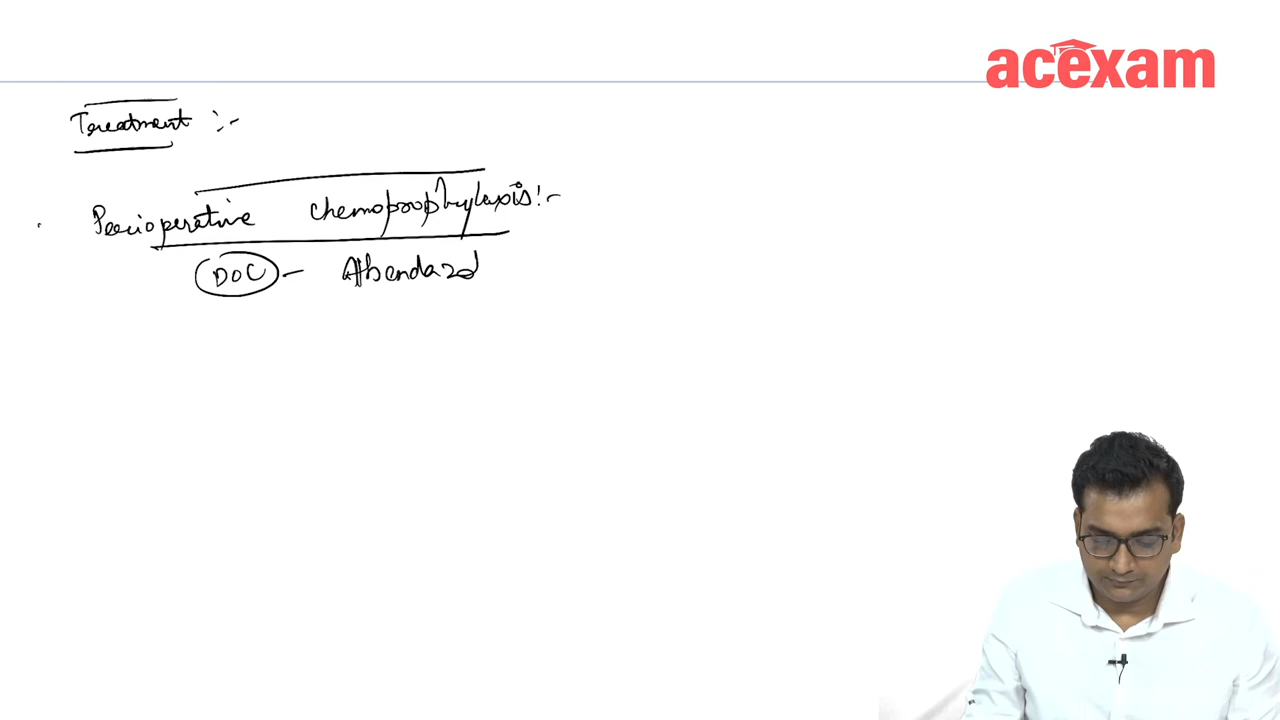 acexam
Treatment :-
Perioperative chemoprophylaxis :-
DOC - Albendazol